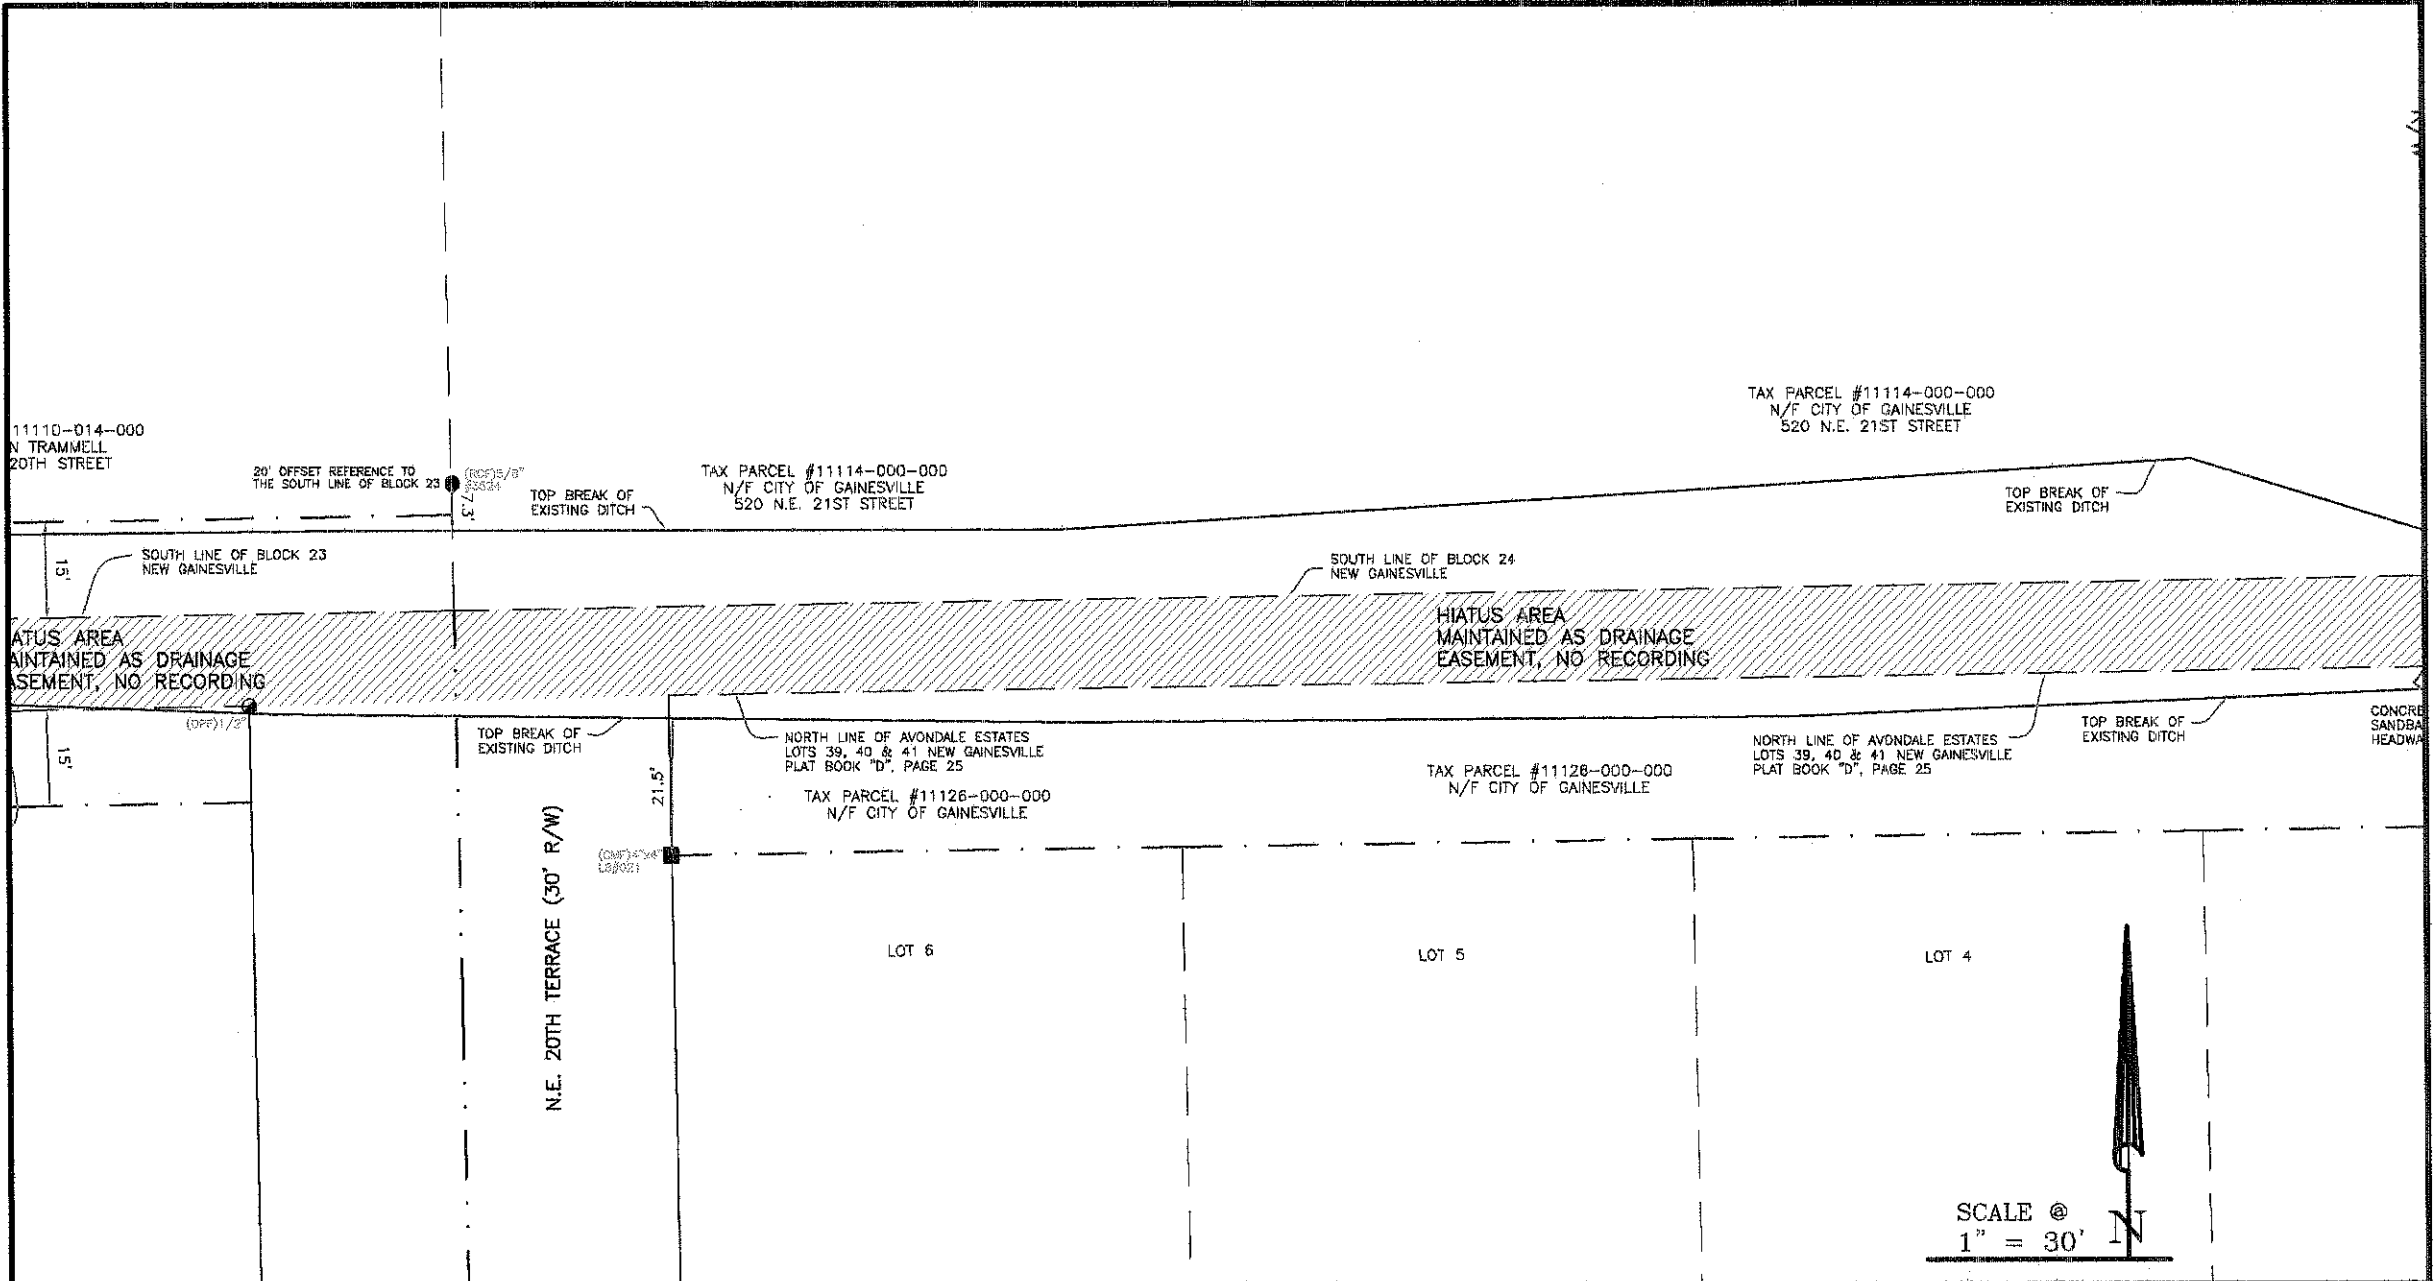 11110-014-000
N TRAMMELL
20TH STREET
20' OFFSET REFERENCE TO
THE SOUTH LINE OF BLOCK 23
7.3'
TOP BREAK OF
EXISTING DITCH
TAX PARCEL #11114-000-000
N/F CITY OF GAINESVILLE
520 N.E. 21ST STREET
TAX PARCEL #11114-000-000
N/F CITY OF GAINESVILLE
520 N.E. 21ST STREET
TOP BREAK OF
EXISTING DITCH
15'
SOUTH LINE OF BLOCK 23
NEW GAINESVILLE
SOUTH LINE OF BLOCK 24
NEW GAINESVILLE
ATUS AREA
AINTAINED AS DRAINAGE
ASEMENT, NO RECORDING
HIATUS AREA
MAINTAINED AS DRAINAGE
EASEMENT, NO RECORDING
1/2"
15'
TOP BREAK OF
EXISTING DITCH
21.5'
NORTH LINE OF AVONDALE ESTATES
LOTS 39, 40 & 41 NEW GAINESVILLE
PLAT BOOK "D", PAGE 25
TAX PARCEL #11126-000-000
N/F CITY OF GAINESVILLE
TAX PARCEL #11126-000-000
N/F CITY OF GAINESVILLE
NORTH LINE OF AVONDALE ESTATES
LOTS 39, 40 & 41 NEW GAINESVILLE
PLAT BOOK "D", PAGE 25
TOP BREAK OF
EXISTING DITCH
CONCRE
SANDBA
HEADWA
N.E. 20TH TERRACE (30' R/W)
LOT 6
LOT 5
LOT 4
SCALE @
1" = 30'
N